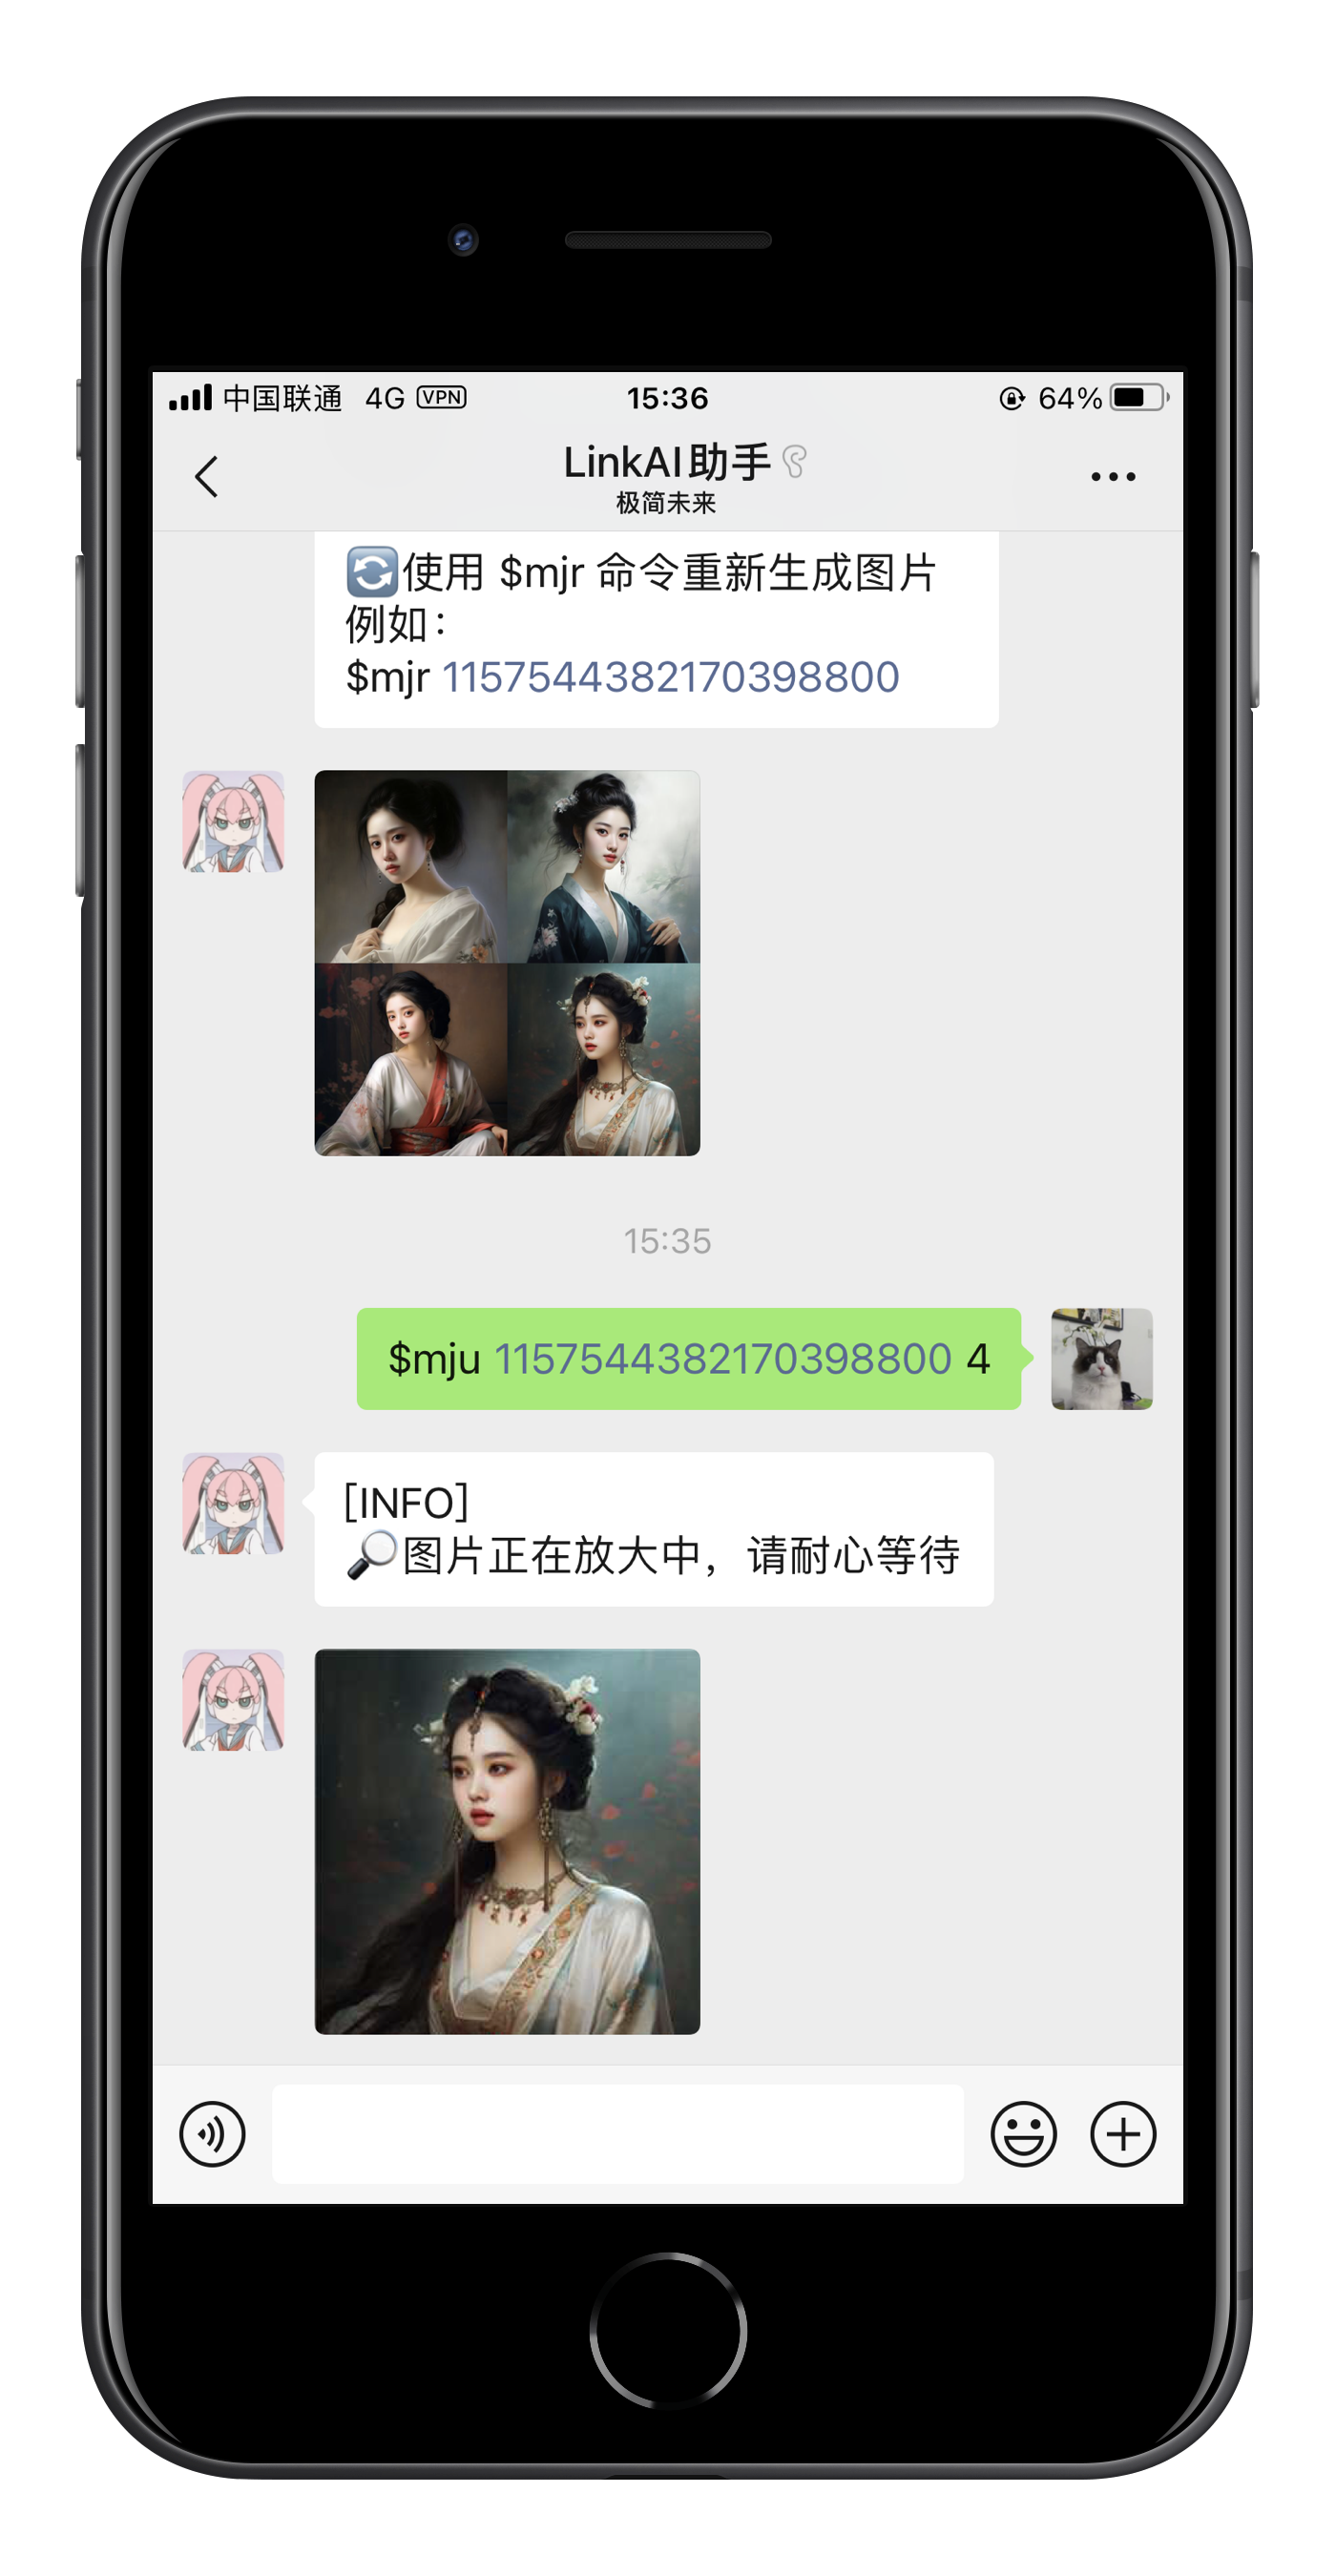 中国联通 4G VPN 15:36 64%
LinkAI助手
极简未来
使用 $mjr 命令重新生成图片
例如：
$mjr 1157544382170398800
15:35
$mju 1157544382170398800 4
[INFO]
图片正在放大中，请耐心等待